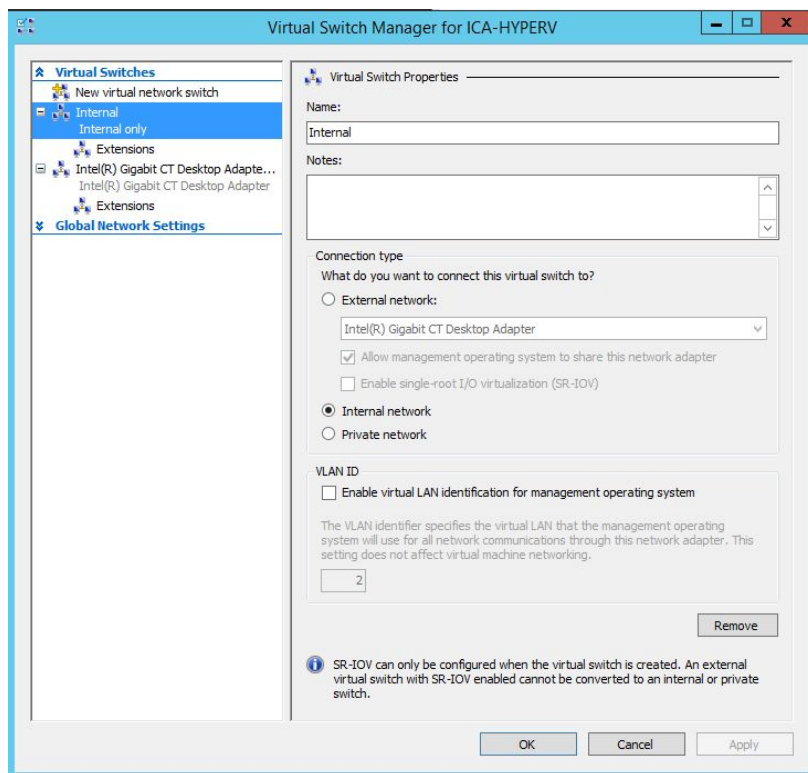 Virtual Switch Manager for ICA-HYPERV
Virtual Switches
New virtual network switch
Internal
Internal only
Extensions
Intel(R) Gigabit CT Desktop Adapte...
Intel(R) Gigabit CT Desktop Adapter
Extensions
Global Network Settings
Virtual Switch Properties
Name:
Internal
Notes:
Connection type
What do you want to connect this virtual switch to?
External network:
Intel(R) Gigabit CT Desktop Adapter
Allow management operating system to share this network adapter
Enable single-root I/O virtualization (SR-IOV)
Internal network
Private network
VLAN ID
Enable virtual LAN identification for management operating system
The VLAN identifier specifies the virtual LAN that the management operating
system will use for all network communications through this network adapter. This
setting does not affect virtual machine networking.
2
Remove
SR-IOV can only be configured when the virtual switch is created. An external
virtual switch with SR-IOV enabled cannot be converted to an internal or private
switch.
OK
Cancel
Apply